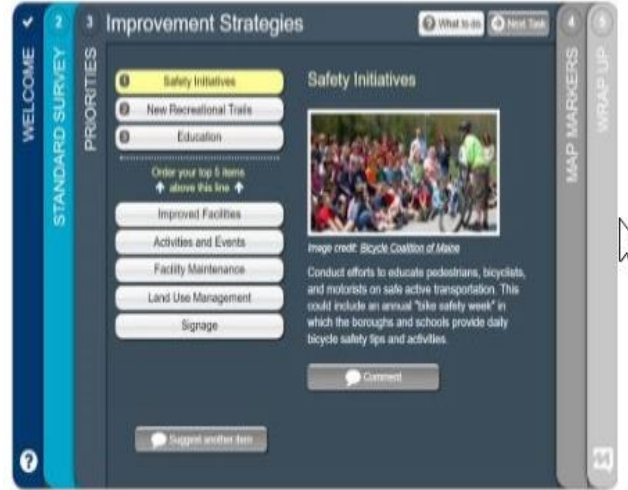 WELCOME
2
STANDARD SURVEY
3
PRIORITIES
Improvement Strategies
What to do
Next Task
1 Safety Initiatives
2 New Recreational Trails
3 Education
Order your top 5 items
above this line
Improved Facilities
Activities and Events
Facility Maintenance
Land Use Management
Signage
Suggest another item
Safety Initiatives
Image credit: Bicycle Coalition of Maine
Conduct efforts to educate pedestrians, bicyclists,
and motorists on safe active transportation. This
could include an annual "bike safety week" in
which the boroughs and schools provide daily
bicycle safety tips and activities.
Comment
4
MAP MARKERS
5
WRAP UP